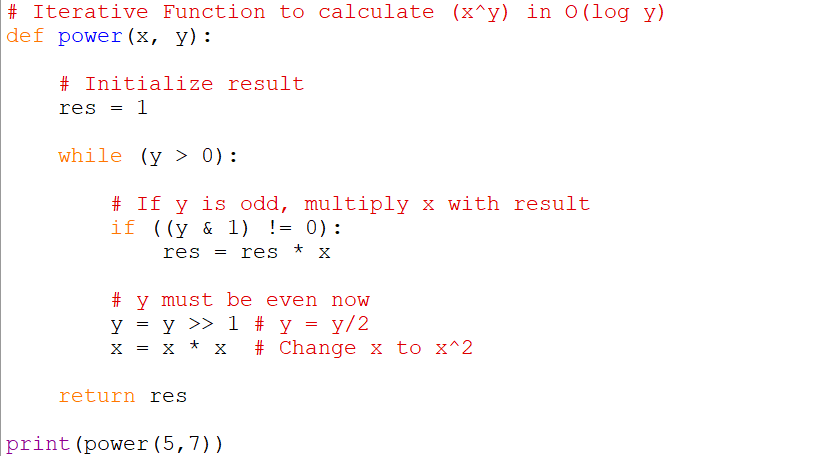 # Iterative Function to calculate (x^y) in O(log y)
def power(x, y):
    # Initialize result
    res = 1
    while (y > 0):
        # If y is odd, multiply x with result
        if ((y & 1) != 0):
            res = res * x
        # y must be even now
        y = y >> 1 # y = y/2
        x = x * x  # Change x to x^2
    return res
print(power(5,7))